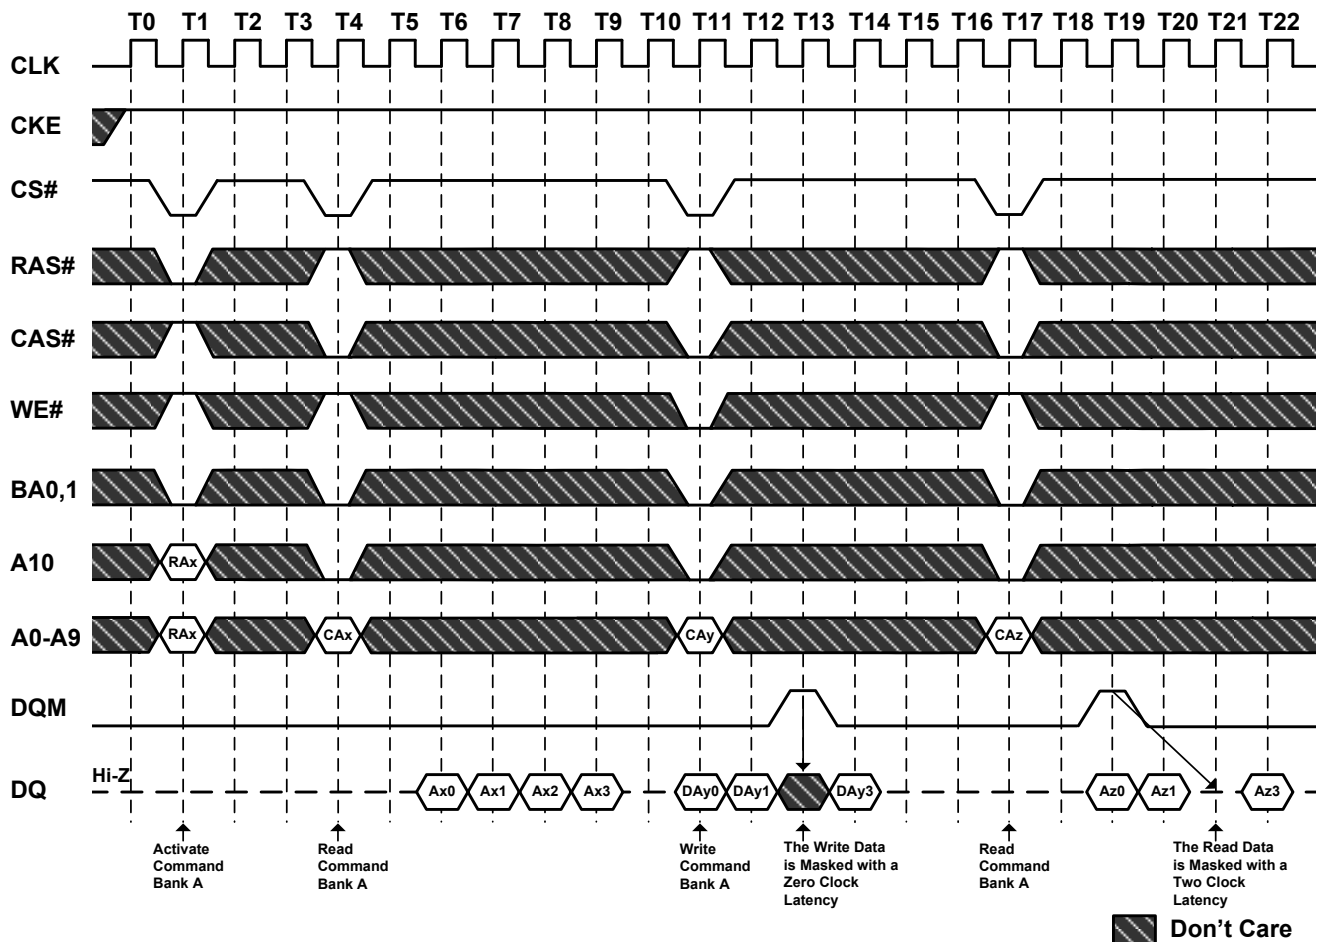 T0 T1 T2 T3 T4 T5 T6 T7 T8 T9 T10 T11 T12 T13 T14 T15 T16 T17 T18 T19 T20 T21 T22
CLK
CKE
CS#
RAS#
CAS#
WE#
BA0,1
A10 RAx
A0-A9 RAx CAx CAy CAz
DQM
Hi-Z
DQ Ax0 Ax1 Ax2 Ax3 DAy0 DAy1 DAy3 Az0 Az1 Az3
Activate
Command
Bank A
Read
Command
Bank A
Write
Command
Bank A
The Write Data
is Masked with a
Zero Clock
Latency
Read
Command
Bank A
The Read Data
is Masked with a
Two Clock
Latency
Don't Care